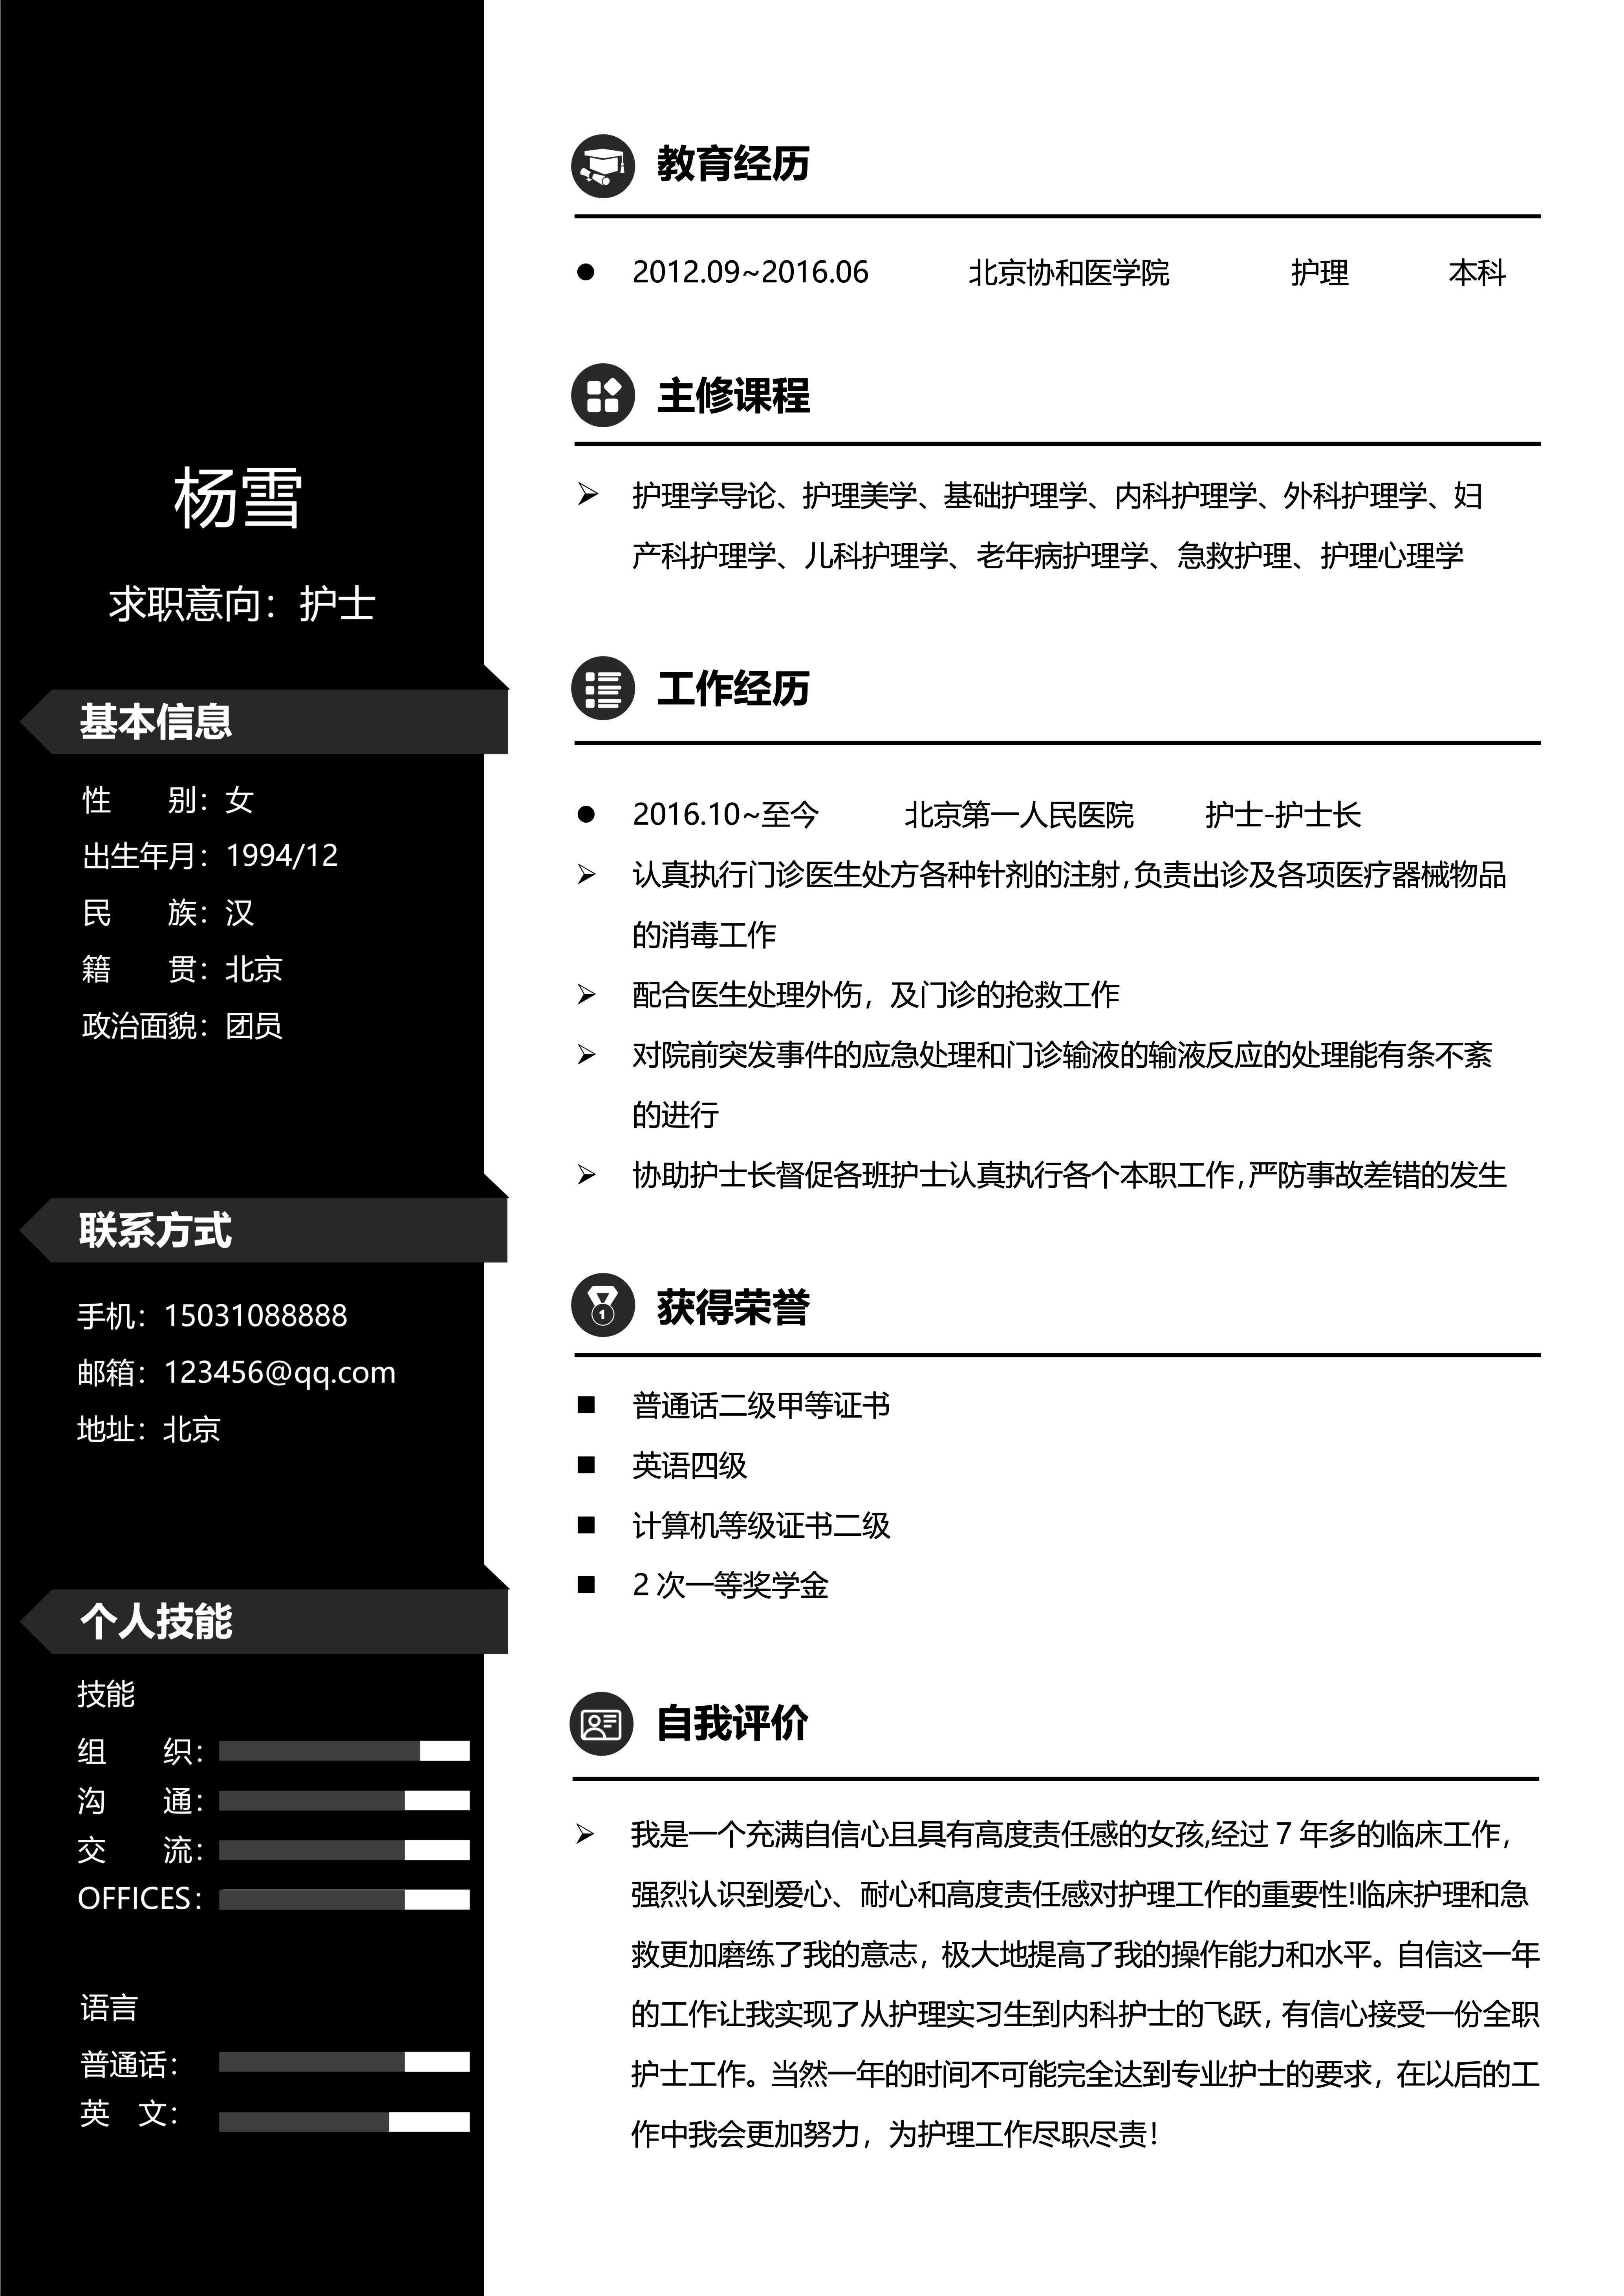 杨雪
求职意向：护士
基本信息
性　　别：女
出生年月：1994/12
民　　族：汉
籍　　贯：北京
政治面貌：团员
联系方式
手机：15031088888
邮箱：123456@qq.com
地址：北京
个人技能
技能
组　　织：
沟　　通：
交　　流：
OFFICES：
语言
普通话：
英　文：
教育经历
2012.09~2016.06　北京协和医学院　护理　本科
主修课程
护理学导论、护理美学、基础护理学、内科护理学、外科护理学、妇
产科护理学、儿科护理学、老年病护理学、急救护理、护理心理学
工作经历
2016.10~至今　北京第一人民医院　护士-护士长
认真执行门诊医生处方各种针剂的注射,负责出诊及各项医疗器械物品
的消毒工作
配合医生处理外伤，及门诊的抢救工作
对院前突发事件的应急处理和门诊输液的输液反应的处理能有条不紊
的进行
协助护士长督促各班护士认真执行各个本职工作,严防事故差错的发生
获得荣誉
1
普通话二级甲等证书
英语四级
计算机等级证书二级
2 次一等奖学金
自我评价
我是一个充满自信心且具有高度责任感的女孩,经过 7 年多的临床工作，
强烈认识到爱心、耐心和高度责任感对护理工作的重要性!临床护理和急
救更加磨练了我的意志，极大地提高了我的操作能力和水平。自信这一年
的工作让我实现了从护理实习生到内科护士的飞跃，有信心接受一份全职
护士工作。当然一年的时间不可能完全达到专业护士的要求，在以后的工
作中我会更加努力，为护理工作尽职尽责！